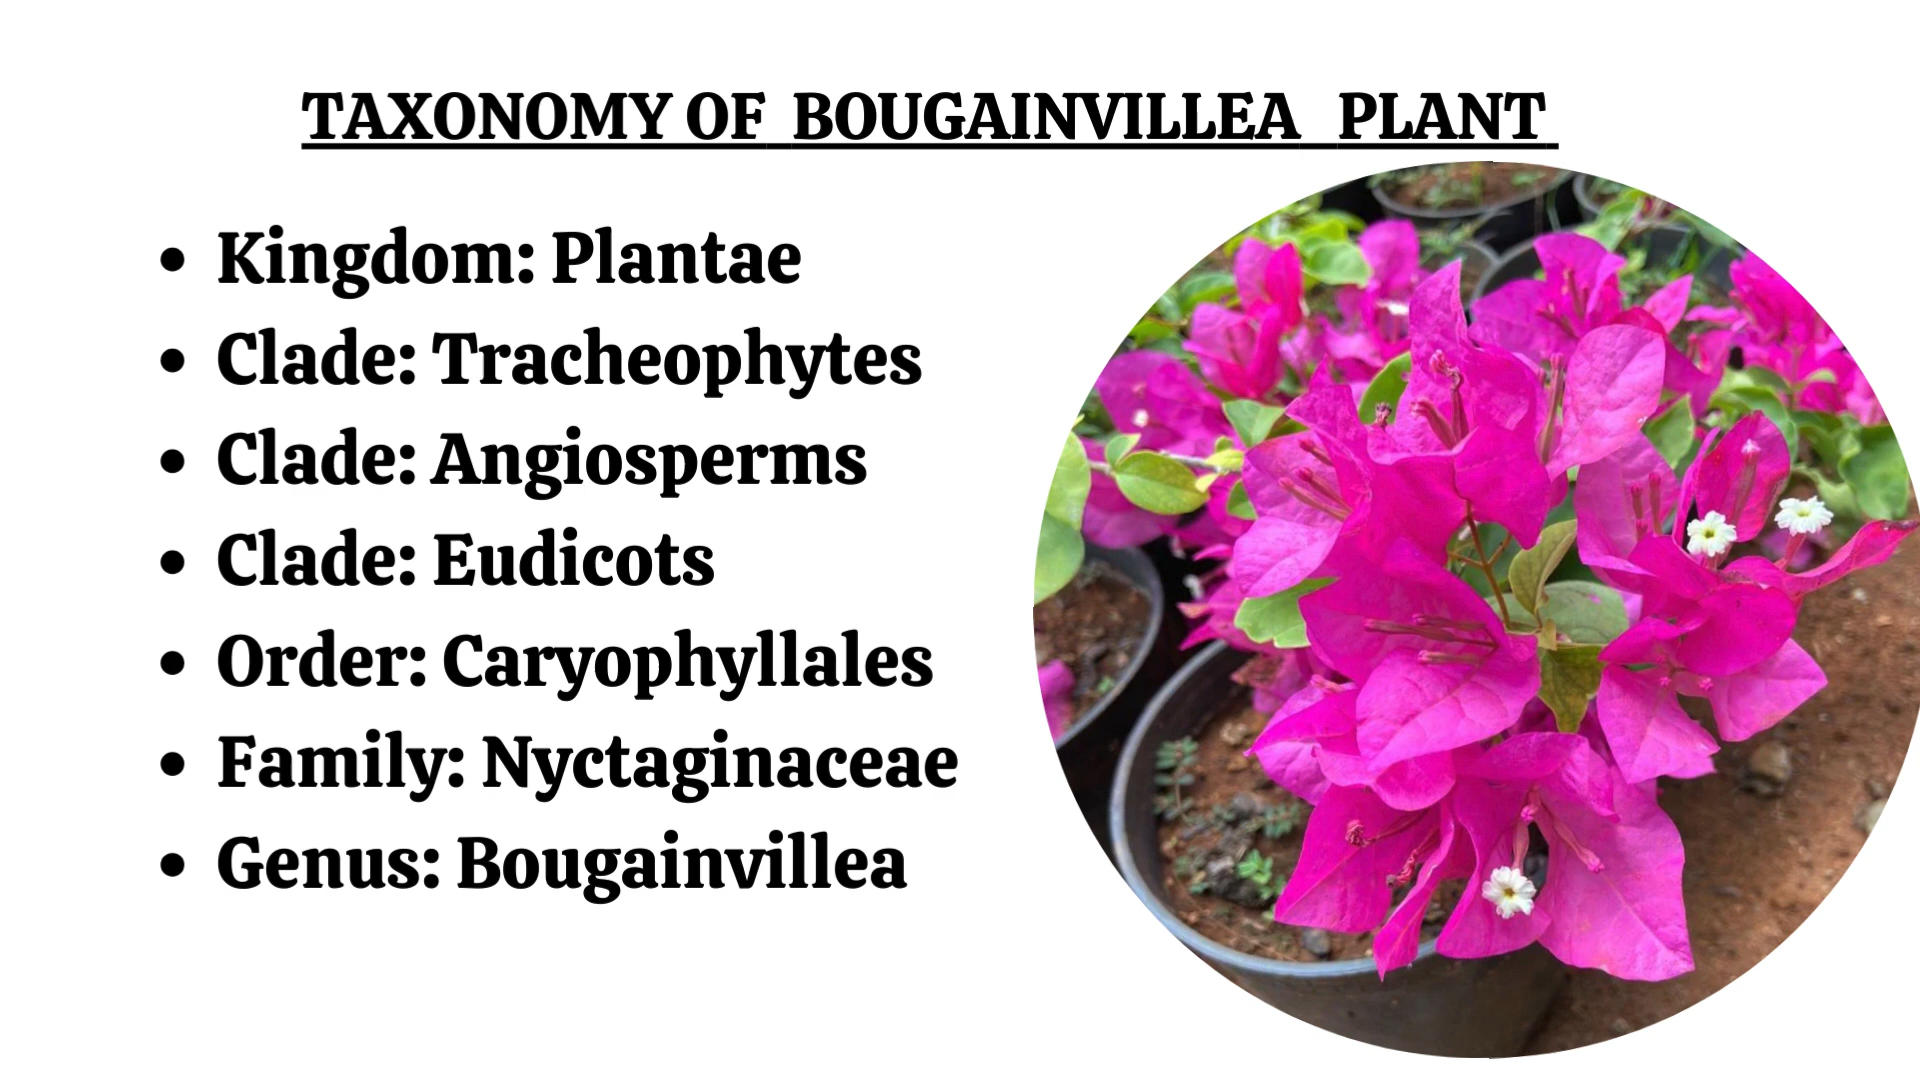 TAXONOMY OF BOUGAINVILLEA PLANT
• Kingdom: Plantae
• Clade: Tracheophytes
• Clade: Angiosperms
• Clade: Eudicots
• Order: Caryophyllales
• Family: Nyctaginaceae
• Genus: Bougainvillea